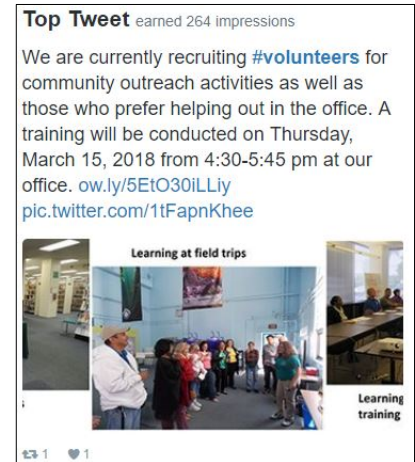 Top Tweet earned 264 impressions
We are currently recruiting #volunteers for
community outreach activities as well as
those who prefer helping out in the office. A
training will be conducted on Thursday,
March 15, 2018 from 4:30-5:45 pm at our
office. ow.ly/5EtO30iLLiy
pic.twitter.com/1tFapnKhee
Learning at field trips
Learning
training
1 1